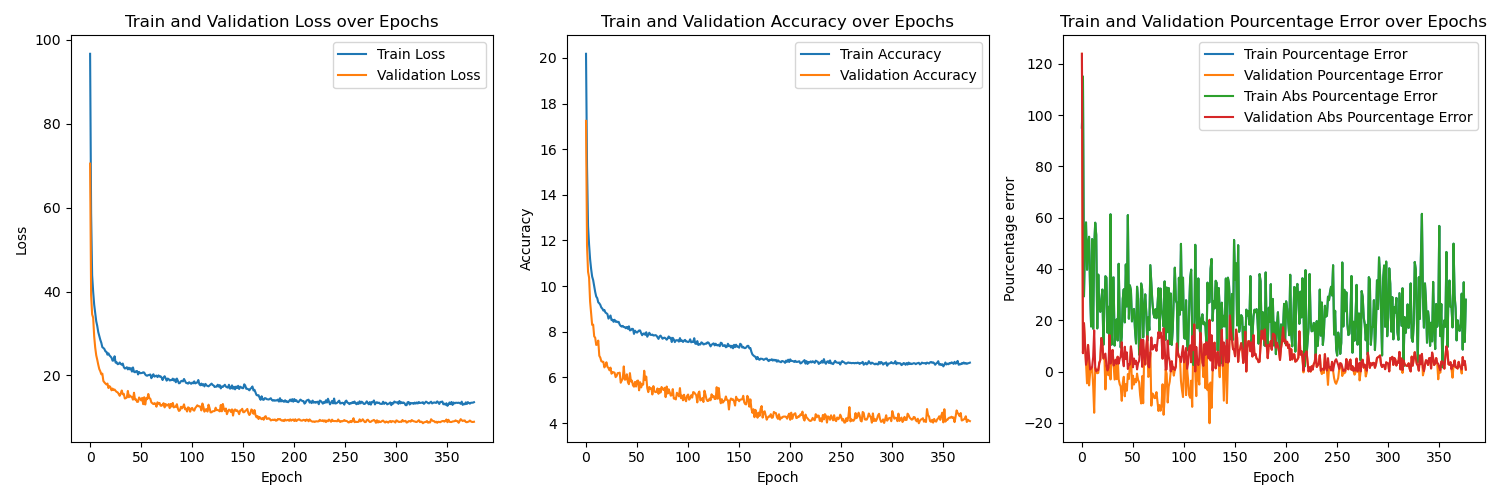 Train and Validation Loss over Epochs
Train Loss
Validation Loss
100
80
60
40
20
Loss
0 50 100 150 200 250 300 350
Epoch
Train and Validation Accuracy over Epochs
Train Accuracy
Validation Accuracy
20
18
16
14
12
10
8
6
4
Accuracy
0 50 100 150 200 250 300 350
Epoch
Train and Validation Pourcentage Error over Epochs
Train Pourcentage Error
Validation Pourcentage Error
Train Abs Pourcentage Error
Validation Abs Pourcentage Error
120
100
80
60
40
20
0
−20
Pourcentage error
0 50 100 150 200 250 300 350
Epoch